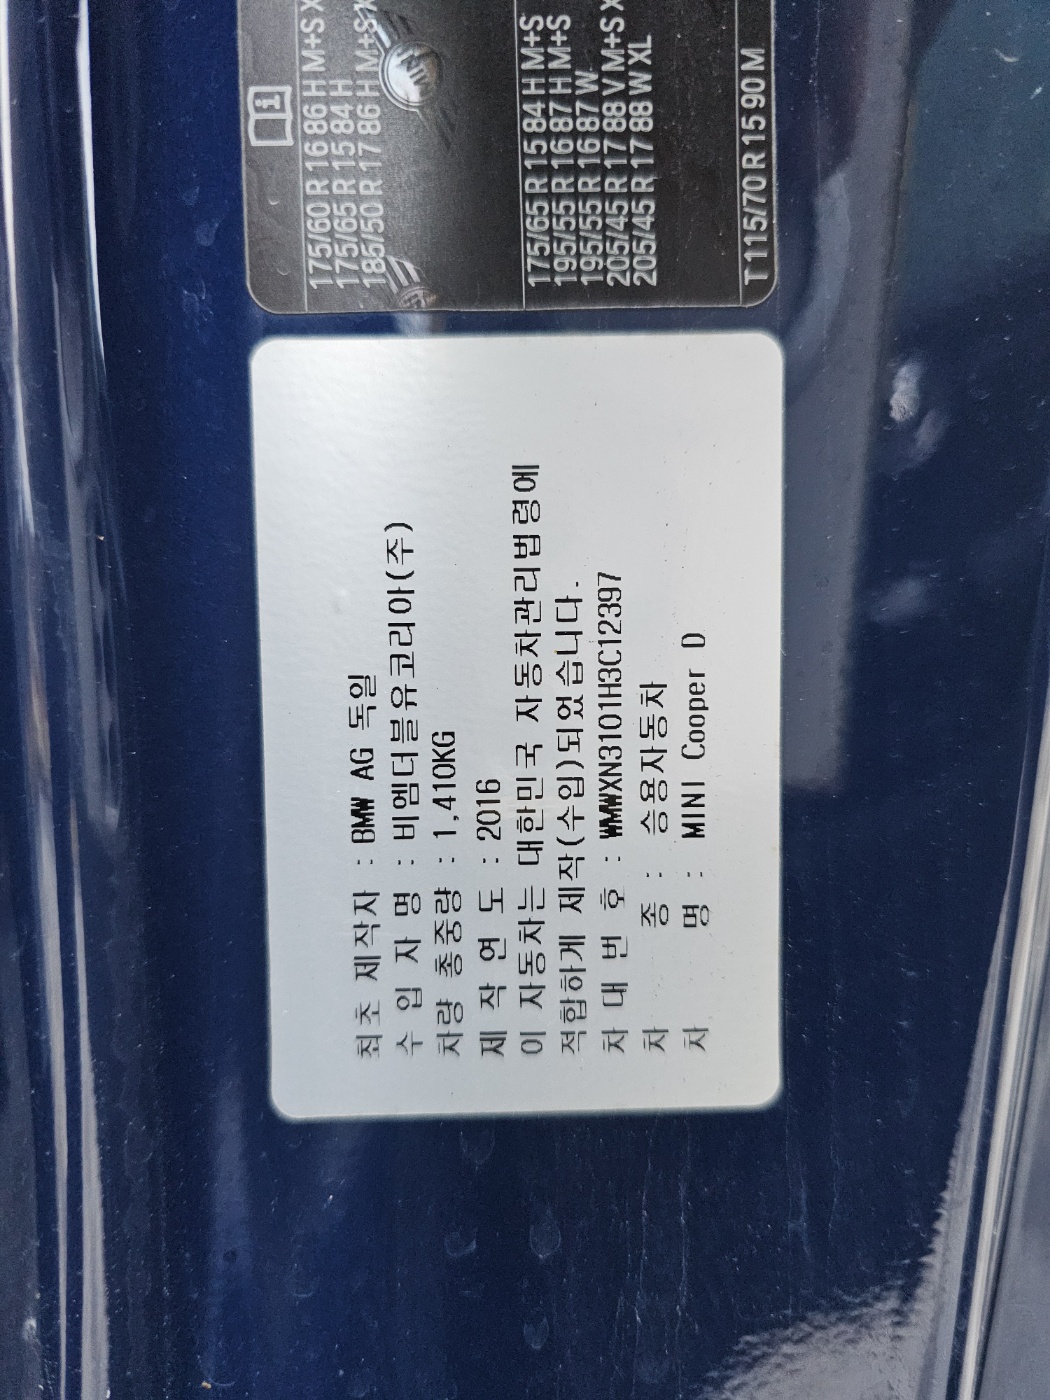 최초 제작자 : BMW AG 독일
수 입 자 명 : 비엠더블유코리아(주)
차량 총중량 : 1,410KG
제 작 연 도 : 2016
이 자동차는 대한민국 자동차관리법령에
적합하게 제작(수입)되었습니다.
차 대 번 호 : WMWXN3101H3C12397
차 종 : 승용자동차
차 명 : MINI Cooper D
175/60 R 16 86 H M+S X
175/65 R 15 84 H
185/50 R 17 86 H M+S X
175/65 R 15 84 H M+S
195/55 R 16 87 H M+S
195/55 R 16 87 W
205/45 R 17 88 V M+S X
205/45 R 17 88 W XL
T 115/70 R 15 90 M